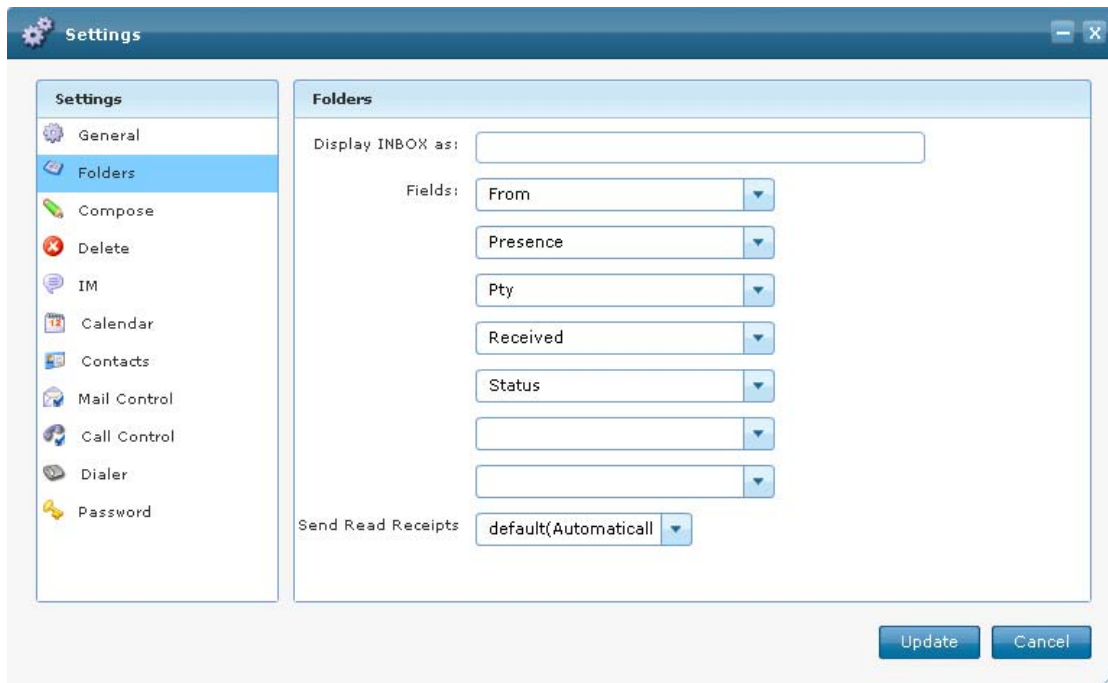 Settings
Settings
General
Folders
Compose
Delete
IM
12
Calendar
Contacts
Mail Control
Call Control
Dialer
Password
Folders
Display INBOX as:
Fields:
From
Presence
Pty
Received
Status
Send Read Receipts
default(Automaticall
Update
Cancel